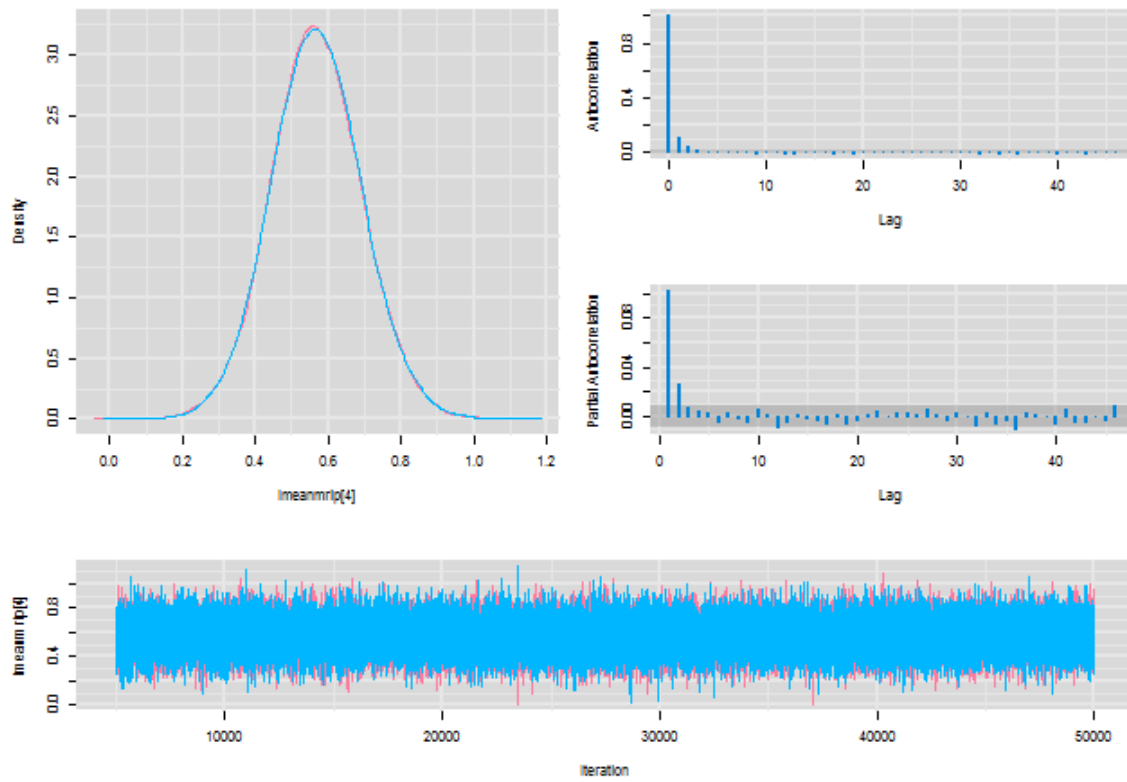 Density
0.0 0.5 1.0 1.5 2.0 2.5 3.0
0.0 0.2 0.4 0.6 0.8 1.0 1.2
lmeanmrlp[4]
Autocorrelation
0.0 0.4 0.8
0 10 20 30 40
Lag
Partial Autocorrelation
0.00 0.04 0.08
0 10 20 30 40
Lag
lmeanmrlp[4]
0.0 0.4 0.8
10000 20000 30000 40000 50000
Iteration